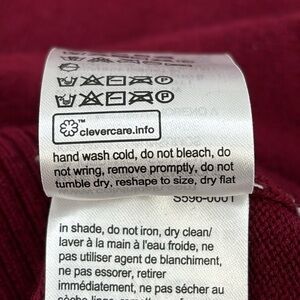 clevercare.info
hand wash cold, do not bleach, do
not wring, remove promptly, do not
tumble dry, reshape to size, dry flat
S596-0001
in shade, do not iron, dry clean/
laver à la main à l'eau froide, ne
pas utiliser agent de blanchiment,
ne pas essorer, retirer
immédiatement, ne pas sécher au